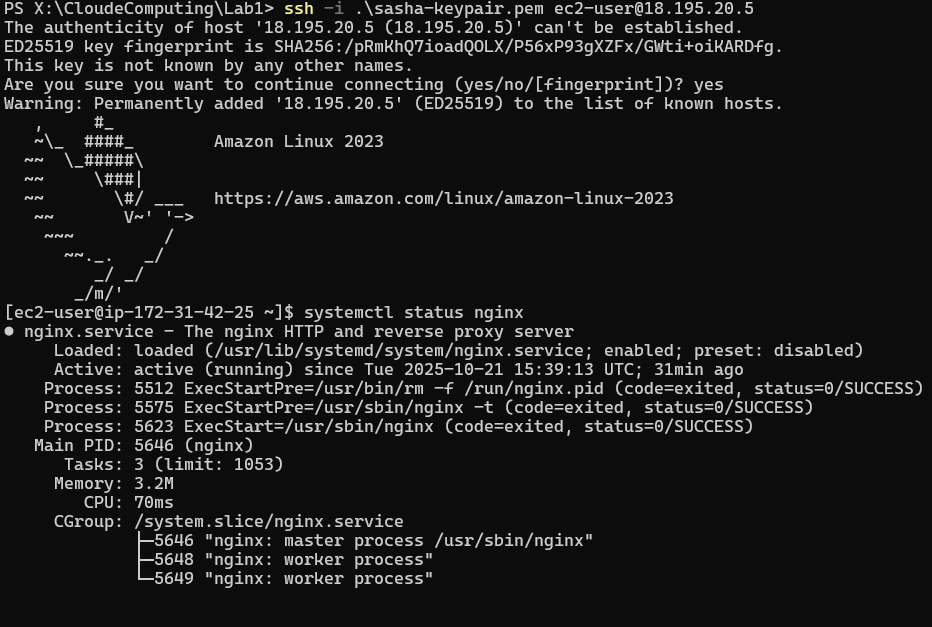 PS X:\CloudeComputing\Lab1> ssh -i .\sasha-keypair.pem ec2-user@18.195.20.5
The authenticity of host '18.195.20.5 (18.195.20.5)' can't be established.
ED25519 key fingerprint is SHA256:/pRmKhQ7ioadQOLX/P56xP93gXZFx/GWti+oiKARDfg.
This key is not known by any other names.
Are you sure you want to continue connecting (yes/no/[fingerprint])? yes
Warning: Permanently added '18.195.20.5' (ED25519) to the list of known hosts.
   ,     #_
   ~\_  ####_        Amazon Linux 2023
  ~~  \_#####\
  ~~     \###|
  ~~       \#/ ___   https://aws.amazon.com/linux/amazon-linux-2023
   ~~       V~' '->
    ~~~         /
      ~~._.   _/
         _/ _/
       _/m/'
[ec2-user@ip-172-31-42-25 ~]$ systemctl status nginx
● nginx.service - The nginx HTTP and reverse proxy server
     Loaded: loaded (/usr/lib/systemd/system/nginx.service; enabled; preset: disabled)
     Active: active (running) since Tue 2025-10-21 15:39:13 UTC; 31min ago
    Process: 5512 ExecStartPre=/usr/bin/rm -f /run/nginx.pid (code=exited, status=0/SUCCESS)
    Process: 5575 ExecStartPre=/usr/sbin/nginx -t (code=exited, status=0/SUCCESS)
    Process: 5623 ExecStart=/usr/sbin/nginx (code=exited, status=0/SUCCESS)
   Main PID: 5646 (nginx)
      Tasks: 3 (limit: 1053)
     Memory: 3.2M
        CPU: 70ms
     CGroup: /system.slice/nginx.service
             ├─5646 "nginx: master process /usr/sbin/nginx"
             ├─5648 "nginx: worker process"
             └─5649 "nginx: worker process"